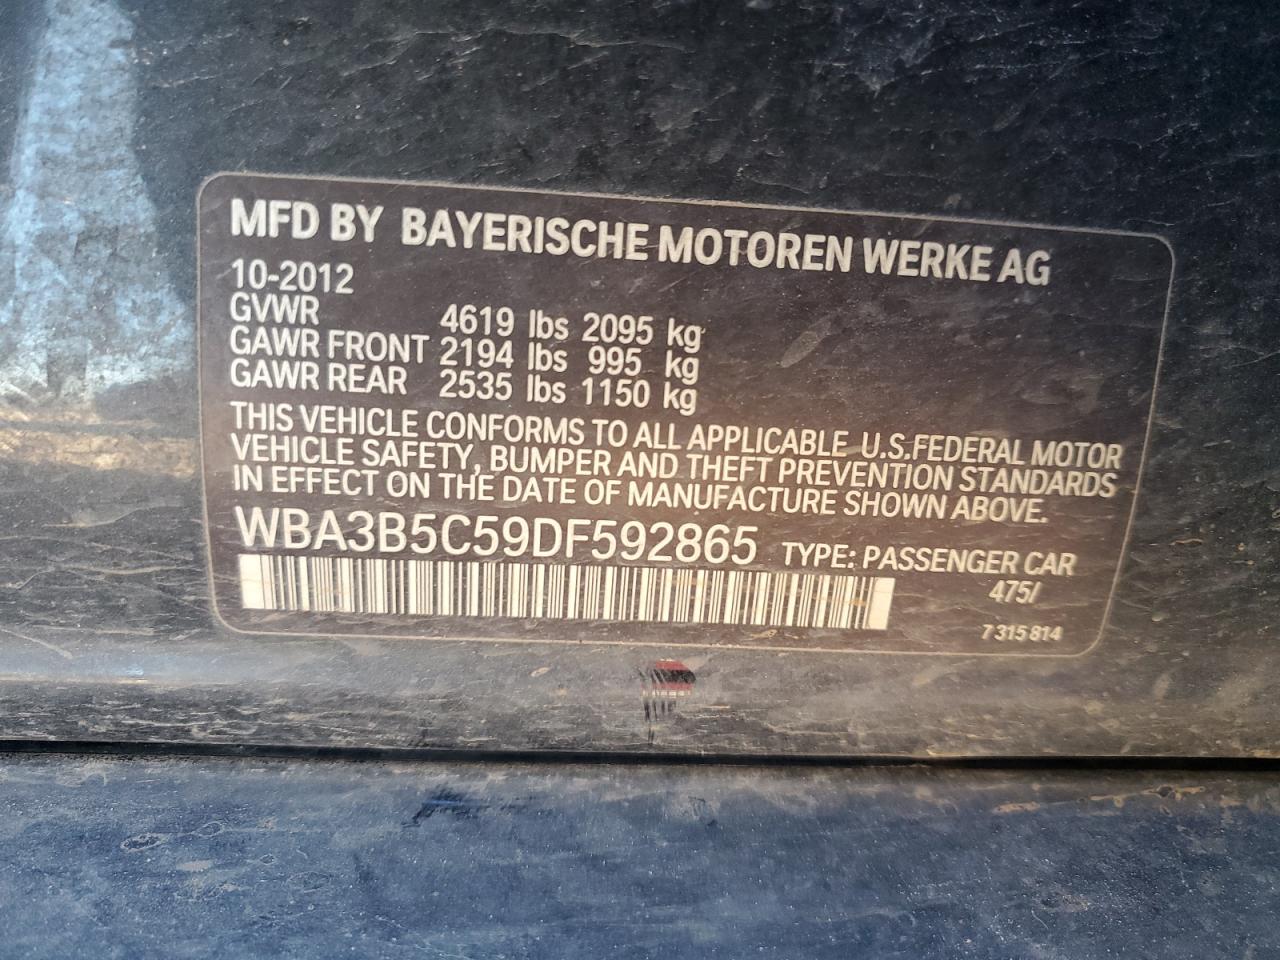 MFD BY BAYERISCHE MOTOREN WERKE AG
10-2012
GVWR 4619 lbs 2095 kg
GAWR FRONT 2194 lbs 995 kg
GAWR REAR 2535 lbs 1150 kg
THIS VEHICLE CONFORMS TO ALL APPLICABLE U.S.FEDERAL MOTOR
VEHICLE SAFETY, BUMPER AND THEFT PREVENTION STANDARDS
IN EFFECT ON THE DATE OF MANUFACTURE SHOWN ABOVE.
WBA3B5C59DF592865 TYPE: PASSENGER CAR
475/
7 315 814